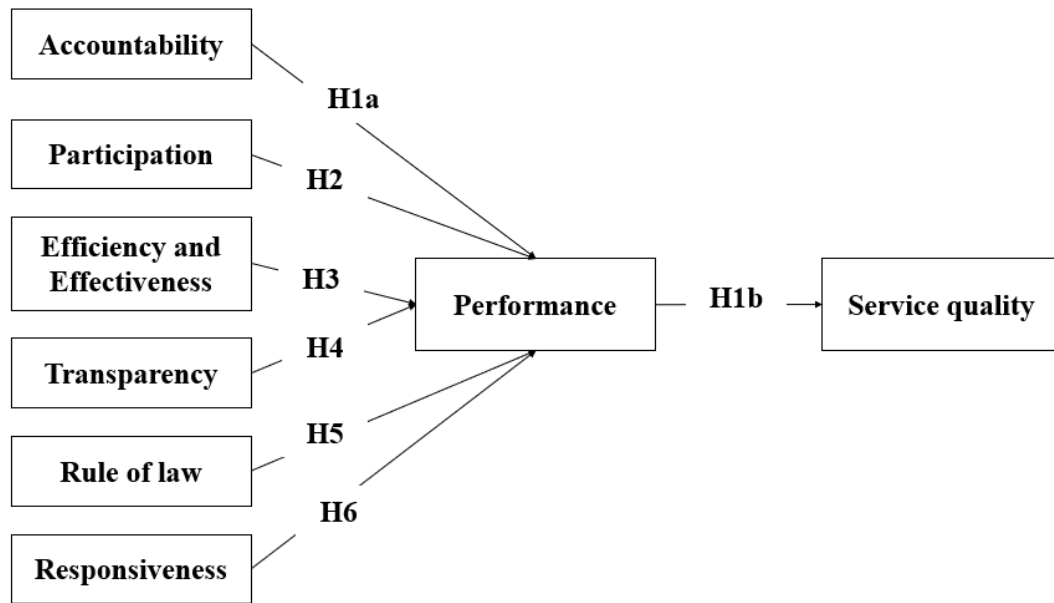 Accountability
H1a
Participation
H2
Efficiency and
Effectiveness
H3
Performance
H1b
Service quality
H4
Transparency
H5
Rule of law
H6
Responsiveness